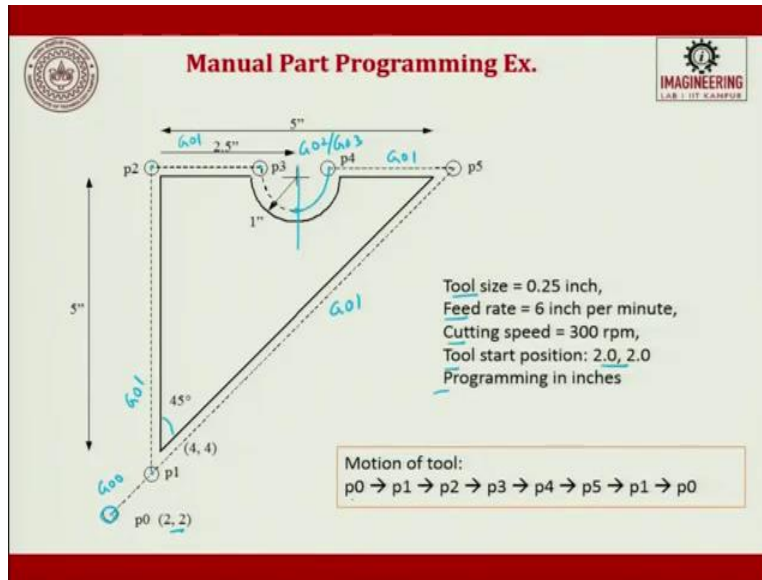 Manual Part Programming Ex.
IMAGINEERING
LAB | IIT KANPUR
5"
G01
2.5"
G02/G03
p2
p3
p4
G01
p5
1"
5"
G01
G01
45°
(4, 4)
G00
p1
p0 (2, 2)
Tool size = 0.25 inch,
Feed rate = 6 inch per minute,
Cutting speed = 300 rpm,
Tool start position: 2.0, 2.0
Programming in inches
Motion of tool:
p0 → p1 → p2 → p3 → p4 → p5 → p1 → p0